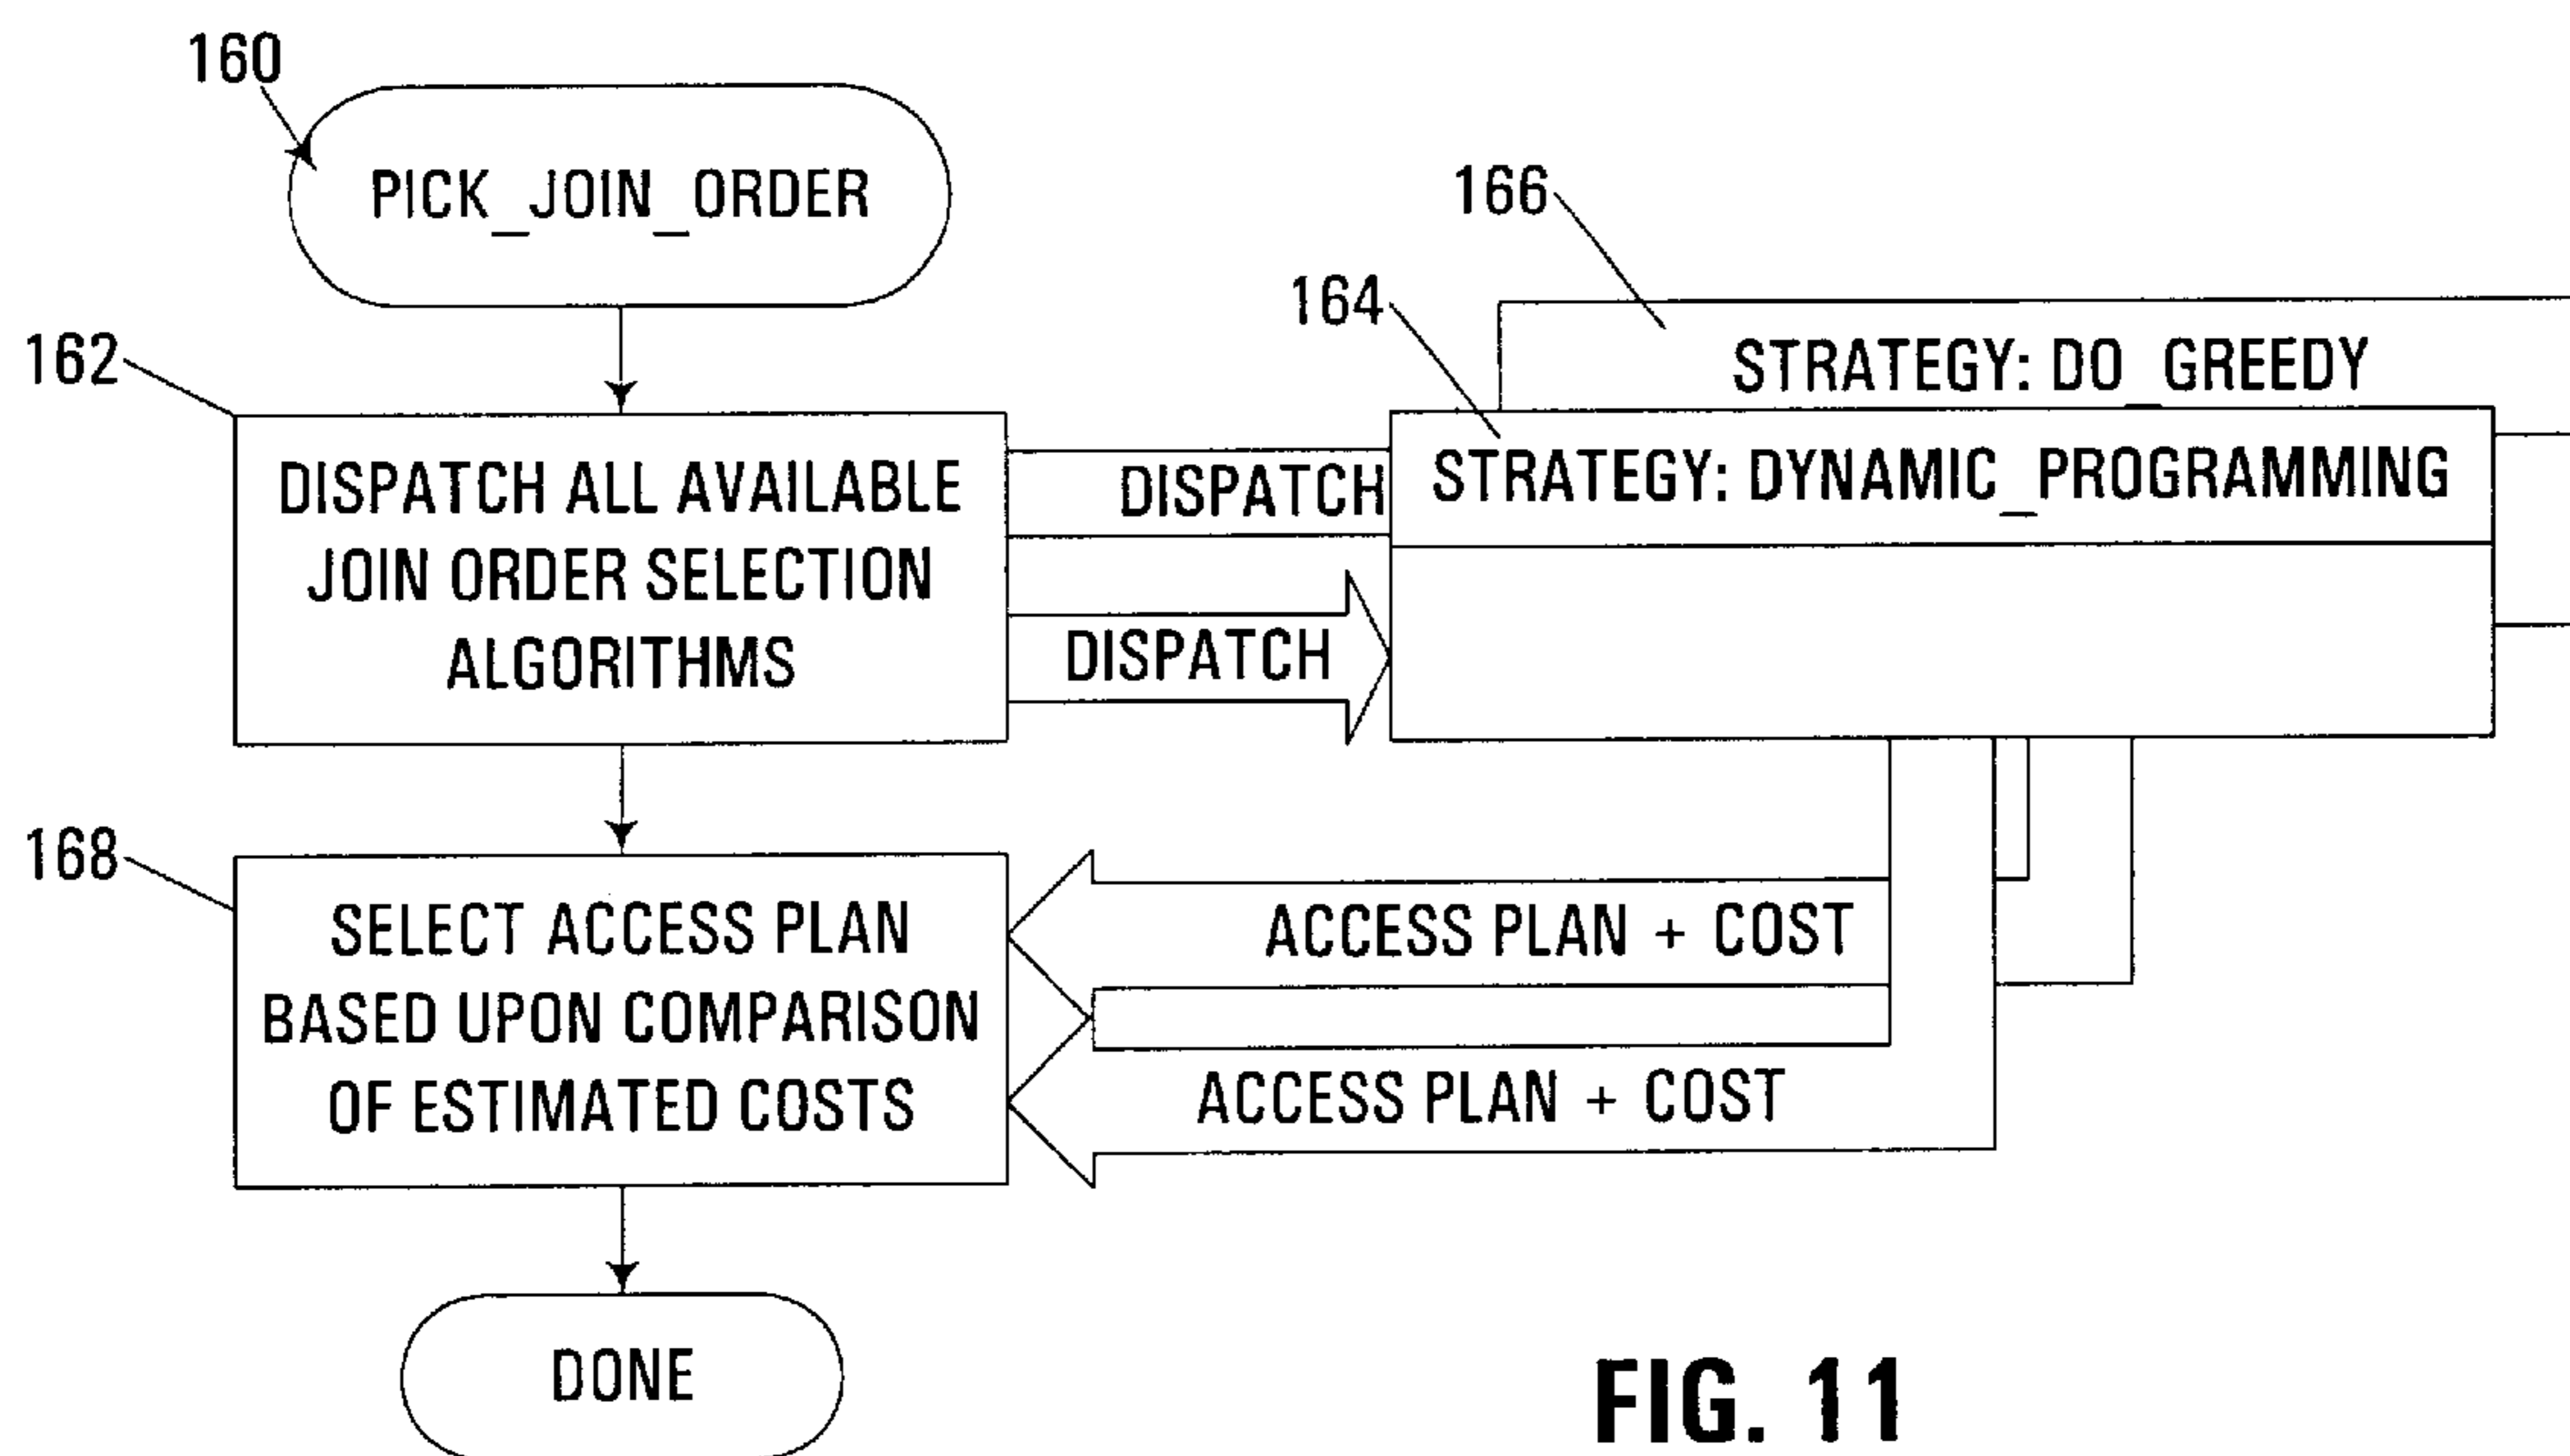 160
PICK_JOIN_ORDER
166
164
162
STRATEGY: DO_GREEDY
DISPATCH ALL AVAILABLE
JOIN ORDER SELECTION
ALGORITHMS
DISPATCH
STRATEGY: DYNAMIC_PROGRAMMING
DISPATCH
168
SELECT ACCESS PLAN
BASED UPON COMPARISON
OF ESTIMATED COSTS
ACCESS PLAN + COST
ACCESS PLAN + COST
DONE
FIG. 11